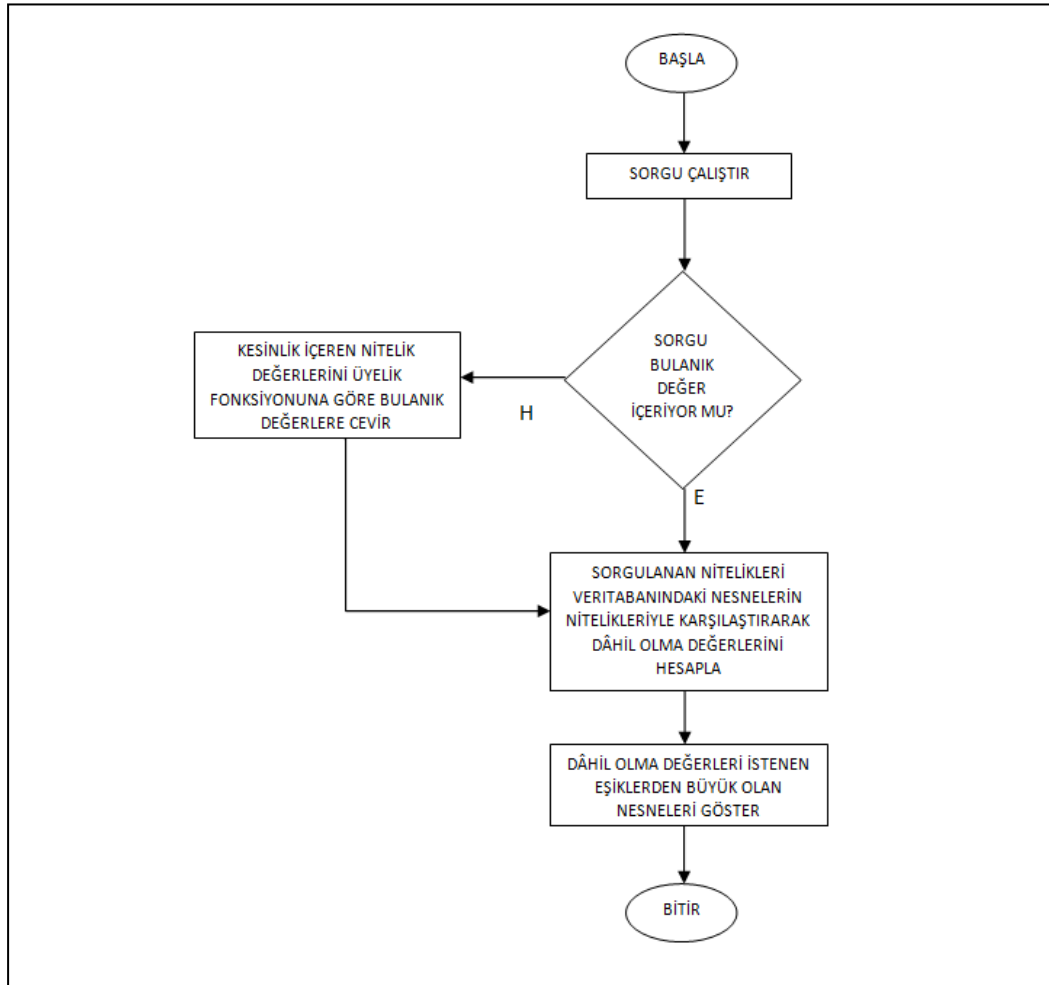 BAŞLA
SORGU ÇALIŞTIR
SORGU
BULANIK
DEĞER
İÇERİYOR MU?
H
KESİNLİK İÇEREN NİTELİK
DEĞERLERİNİ ÜYELİK
FONKSİYONUNA GÖRE BULANIK
DEĞERLERE CEVİR
E
SORGULANAN NİTELİKLERİ
VERITABANINDAKİ NESNELERİN
NİTELİKLERİYLE KARŞILAŞTIRARAK
DÂHİL OLMA DEĞERLERİNİ
HESAPLA
DÂHİL OLMA DEĞERLERİ İSTENEN
EŞİKLERDEN BÜYÜK OLAN
NESNELERİ GÖSTER
BİTİR